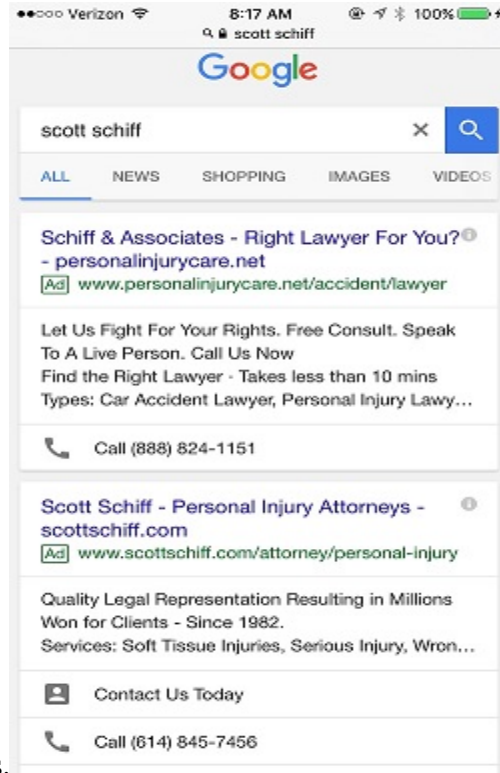 Verizon 8:17 AM 100%
scott schiff
Google
scott schiff
ALL NEWS SHOPPING IMAGES VIDEOS
Schiff & Associates - Right Lawyer For You?
- personalinjurycare.net
Ad www.personalinjurycare.net/accident/lawyer
Let Us Fight For Your Rights. Free Consult. Speak
To A Live Person. Call Us Now
Find the Right Lawyer - Takes less than 10 mins
Types: Car Accident Lawyer, Personal Injury Lawy...
Call (888) 824-1151
Scott Schiff - Personal Injury Attorneys -
scottschiff.com
Ad www.scottschiff.com/attorney/personal-injury
Quality Legal Representation Resulting in Millions
Won for Clients - Since 1982.
Services: Soft Tissue Injuries, Serious Injury, Wron...
Contact Us Today
Call (614) 845-7456